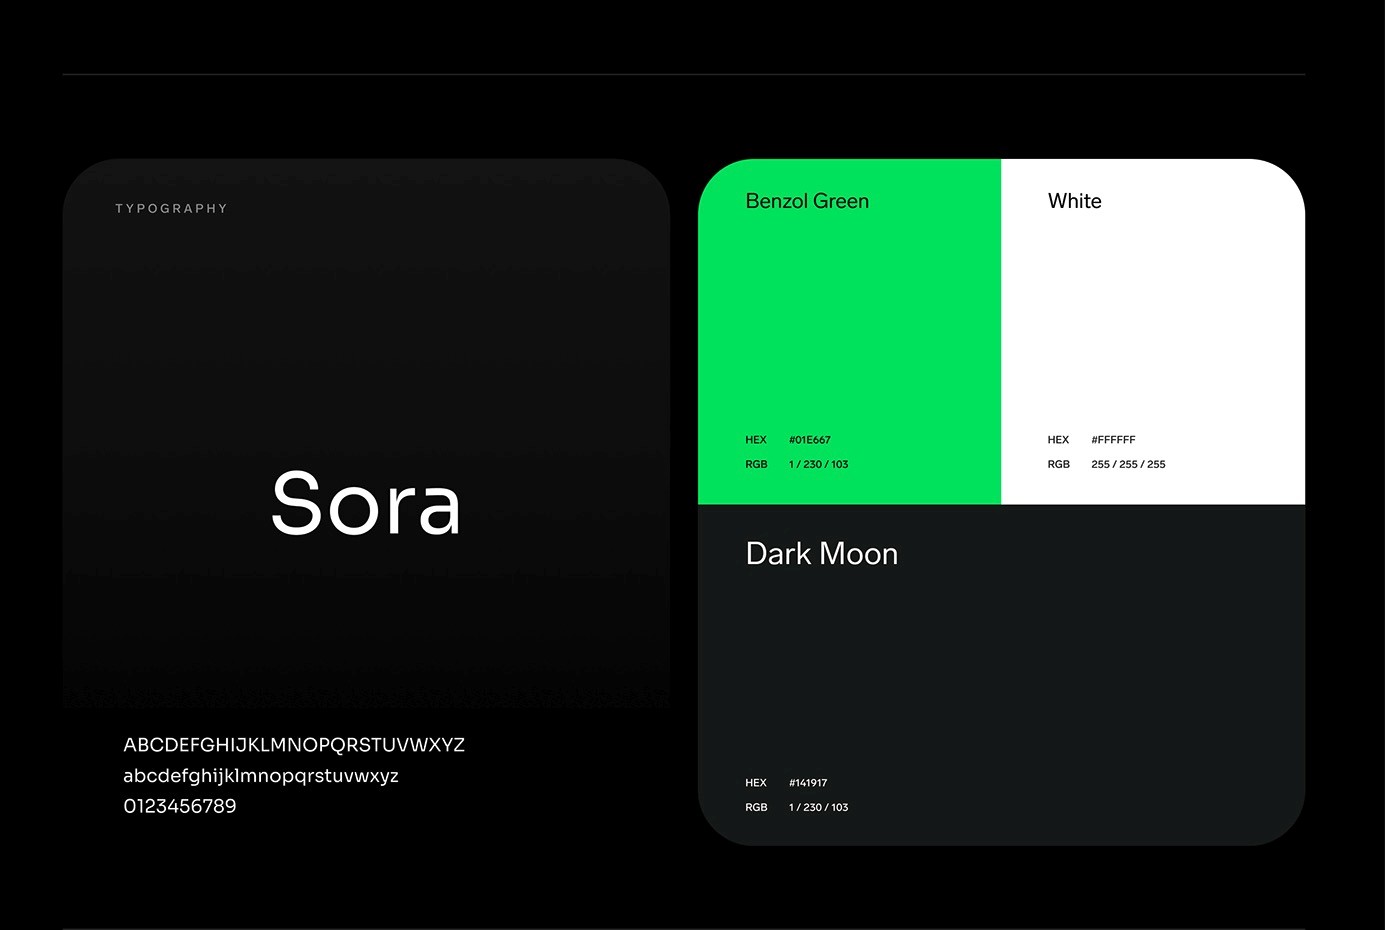 TYPOGRAPHY
Sora
ABCDEFGHIJKLMNOPQRSTUVWXYZ
abcdefghijklmnopqrstuvwxyz
0123456789
Benzol Green
HEX #01E667
RGB 1 / 230 / 103
White
HEX #FFFFFF
RGB 255 / 255 / 255
Dark Moon
HEX #141917
RGB 1 / 230 / 103